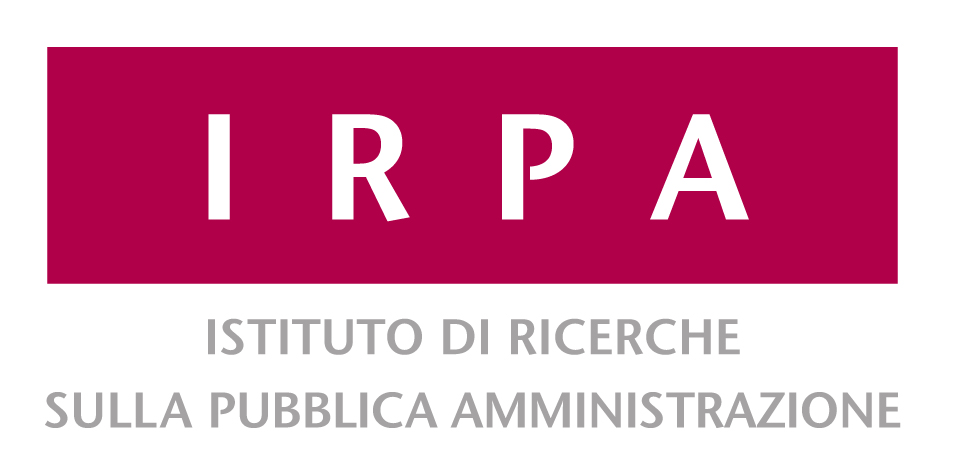 IRPA
ISTITUTO DI RICERCHE
SULLA PUBBLICA AMMINISTRAZIONE